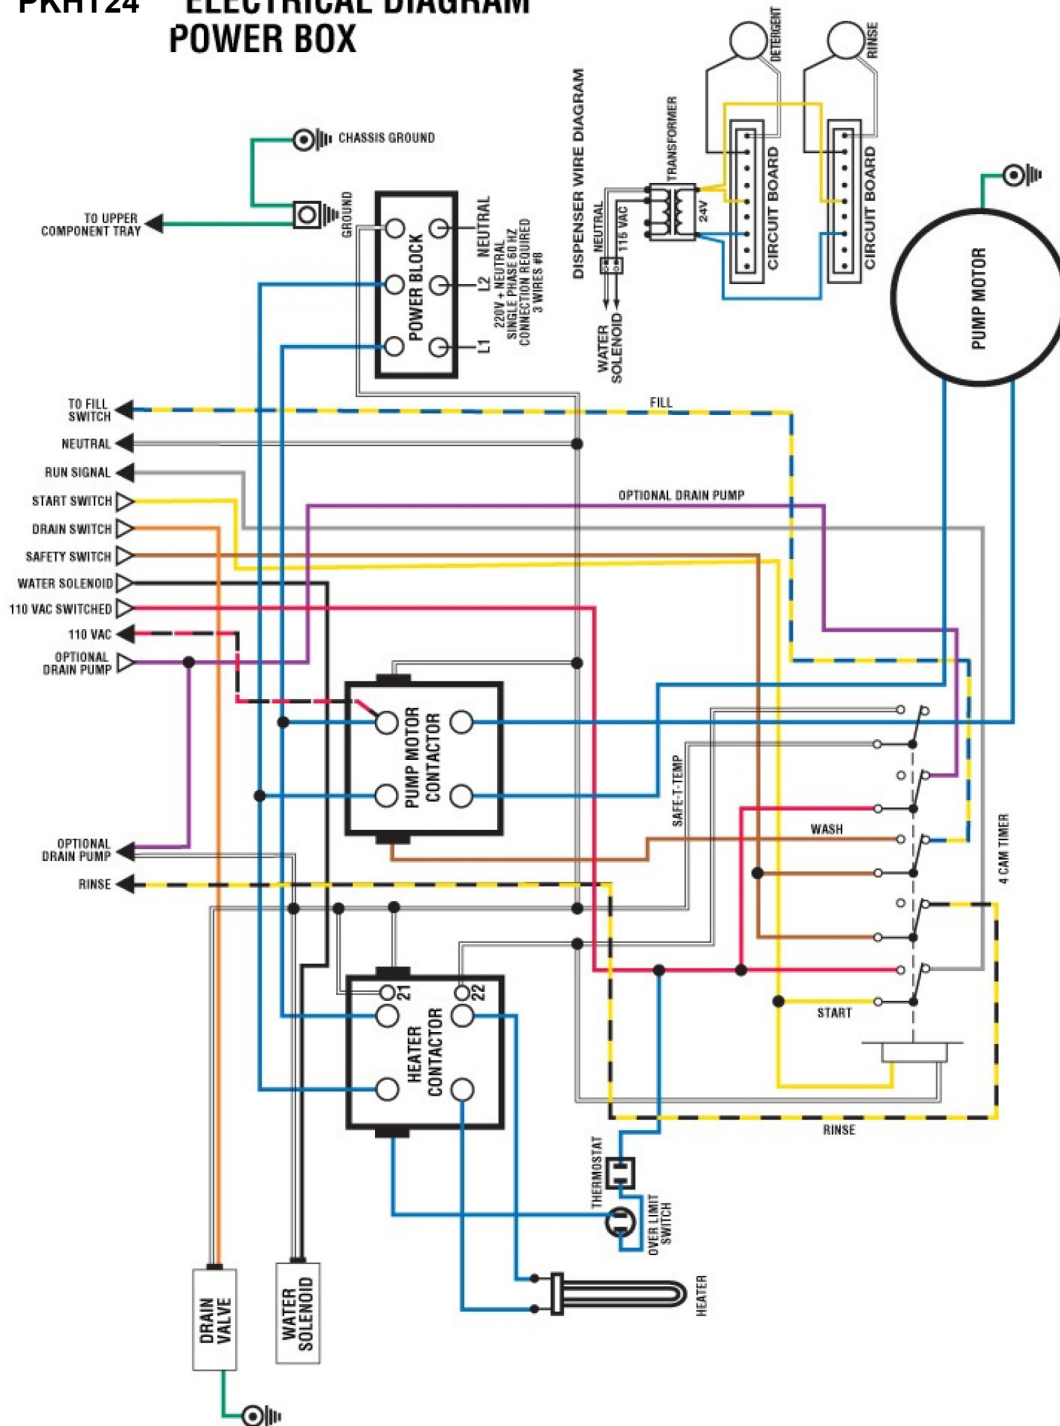 PKHT24 ELECTRICAL DIAGRAM
POWER BOX
DETERGENT
RINSE
DISPENSER WIRE DIAGRAM
TRANSFORMER
NEUTRAL
115 VAC
24V
CIRCUIT BOARD
CIRCUIT BOARD
WATER
SOLENOID
CHASSIS GROUND
GROUND
TO UPPER
COMPONENT TRAY
POWER BLOCK
NEUTRAL
L2
L1
220V + NEUTRAL
SINGLE PHASE 60 HZ
CONNECTION REQUIRED
3 WIRES #8
PUMP MOTOR
TO FILL
SWITCH
FILL
NEUTRAL
RUN SIGNAL
START SWITCH
OPTIONAL DRAIN PUMP
DRAIN SWITCH
SAFETY SWITCH
WATER SOLENOID
110 VAC SWITCHED
110 VAC
OPTIONAL
DRAIN PUMP
PUMP MOTOR
CONTACTOR
SAFE-T-TEMP
WASH
4 CAM TIMER
OPTIONAL
DRAIN PUMP
RINSE
21
22
HEATER
CONTACTOR
START
RINSE
THERMOSTAT
OVER LIMIT
SWITCH
HEATER
DRAIN
VALVE
WATER
SOLENOID